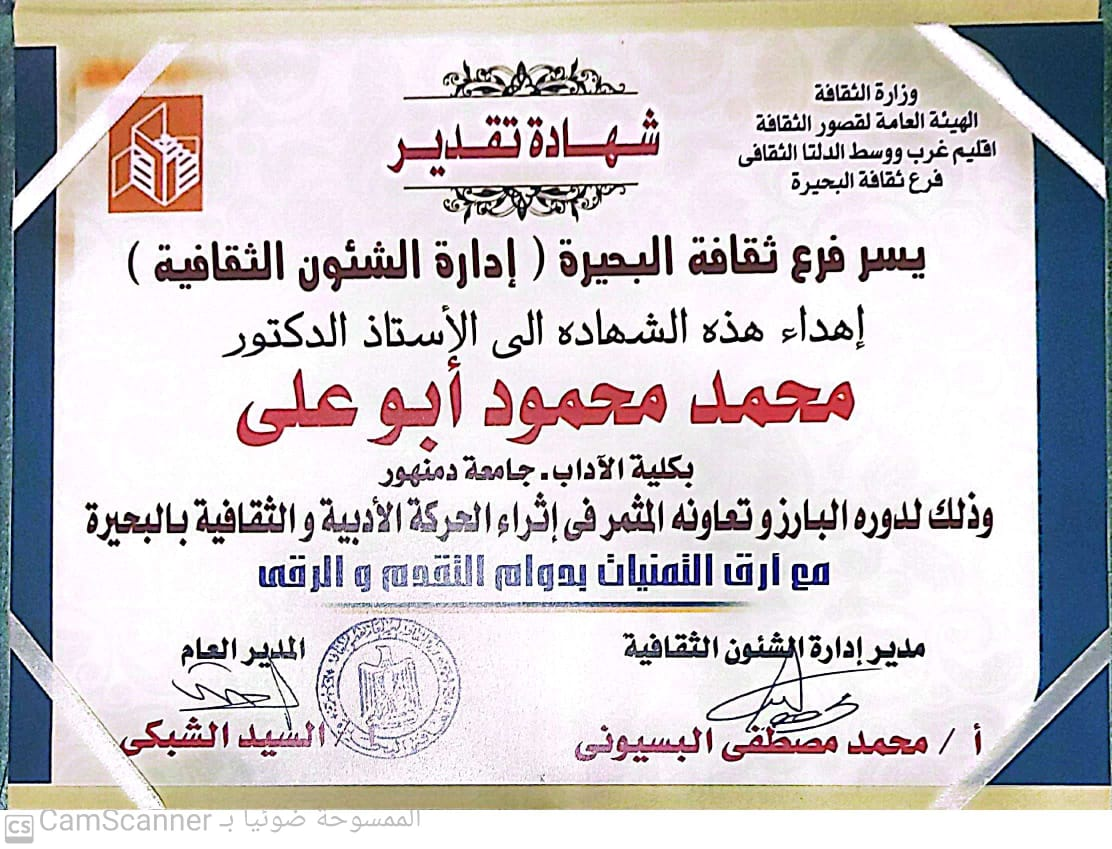 وزارة الثقافة
الهيئة العامة لقصور الثقافة
اقليم غرب ووسط الدلتا الثقافى
فرع ثقافة البحيرة
شهادة تقدير
يسر فرع ثقافة البحيرة ( إدارة الشئون الثقافية )
إهداء هذه الشهاده الى الأستاذ الدكتور
محمد محمود أبو على
بكلية الآداب . جامعة دمنهور
وذلك لدوره البارز و تعاونه المثمر فى إثراء الحركة الأدبية و الثقافية بالبحيرة
مع أرق التمنيات بدوام التقدم و الرقى
مدير إدارة الشئون الثقافية
أ / محمد مصطفى البسيونى
المدير العام
أ / السيد الشبكى
CS CamScanner الممسوحة ضوئيا بـ